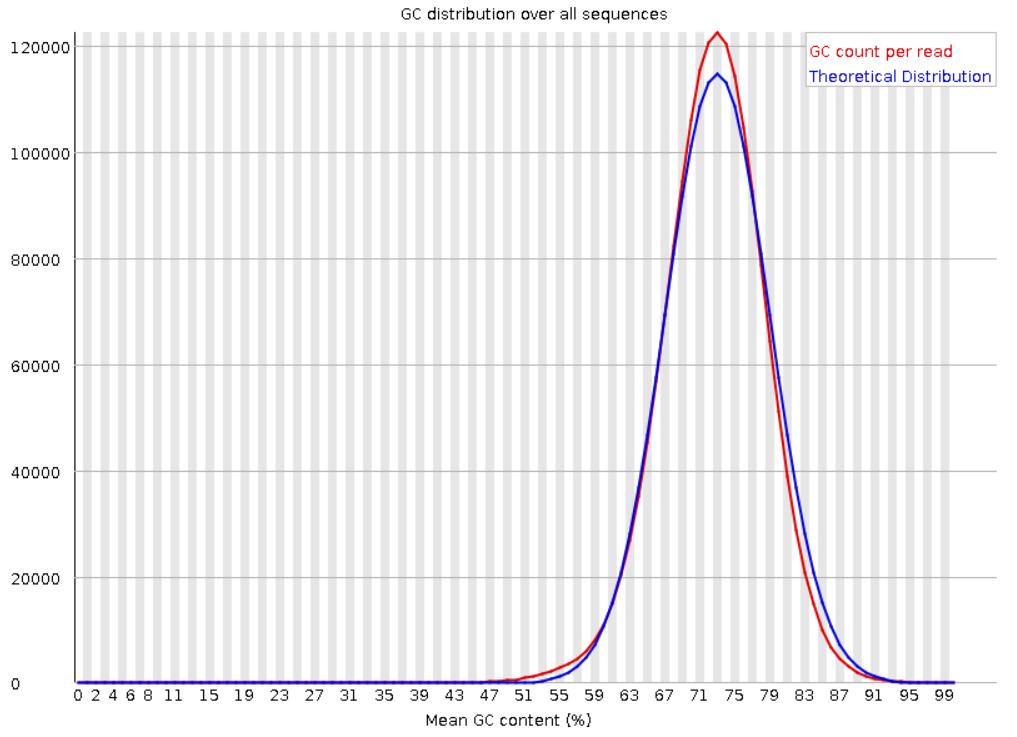 GC distribution over all sequences
GC count per read
Theoretical Distribution
120000
100000
80000
60000
40000
20000
0
0 2 4 6 8 11 15 19 23 27 31 35 39 43 47 51 55 59 63 67 71 75 79 83 87 91 95 99
Mean GC content (%)